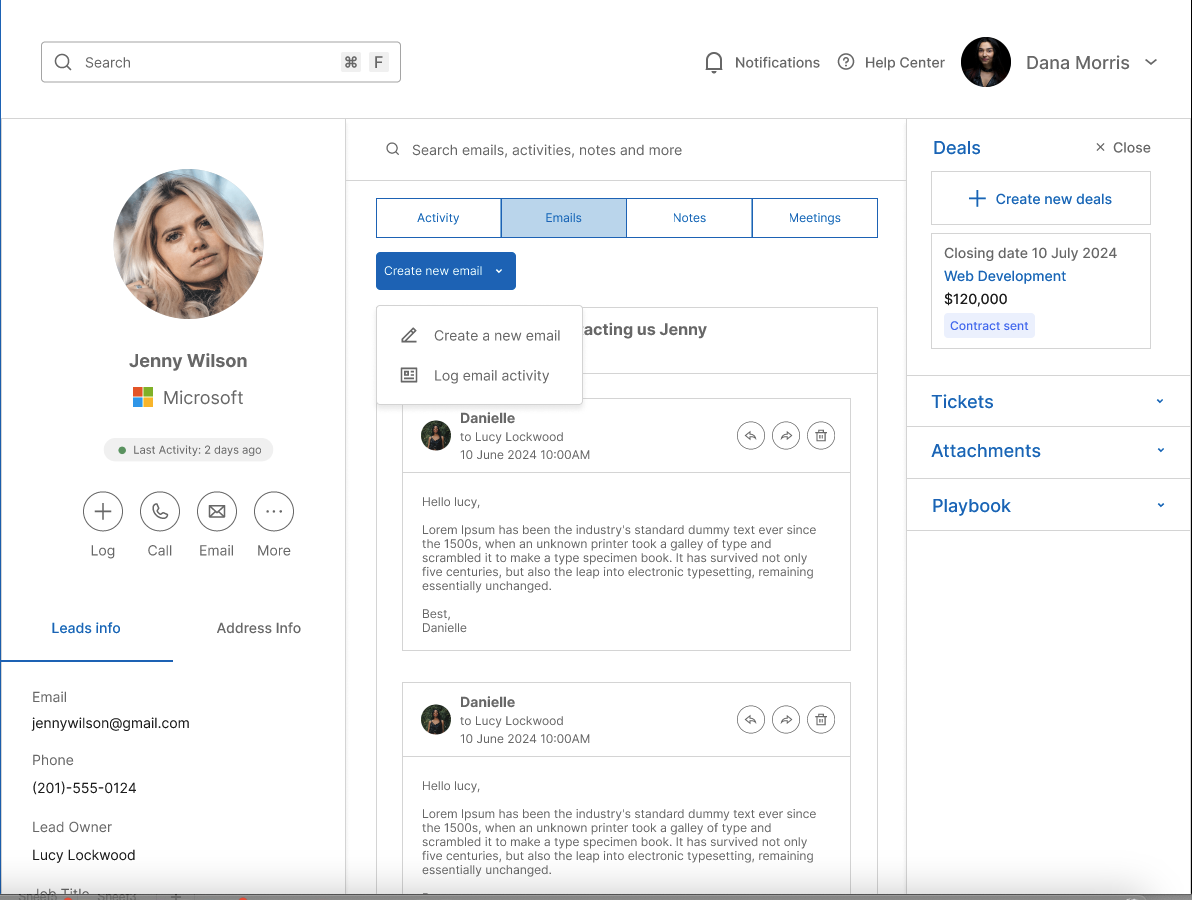 Search
⌘ F
Notifications
Help Center
Dana Morris
Jenny Wilson
Microsoft
Last Activity: 2 days ago
Log
Call
Email
More
Leads info
Address Info
Email
jennywilson@gmail.com
Phone
(201)-555-0124
Lead Owner
Lucy Lockwood
Job Title
Search emails, activities, notes and more
Activity
Emails
Notes
Meetings
Create new email
acting us Jenny
Create a new email
Log email activity
Danielle
to Lucy Lockwood
10 June 2024 10:00AM
Hello lucy,
Lorem Ipsum has been the industry's standard dummy text ever since
the 1500s, when an unknown printer took a galley of type and
scrambled it to make a type specimen book. It has survived not only
five centuries, but also the leap into electronic typesetting, remaining
essentially unchanged.
Best,
Danielle
Danielle
to Lucy Lockwood
10 June 2024 10:00AM
Hello lucy,
Lorem Ipsum has been the industry's standard dummy text ever since
the 1500s, when an unknown printer took a galley of type and
scrambled it to make a type specimen book. It has survived not only
five centuries, but also the leap into electronic typesetting, remaining
essentially unchanged.
Deals
Close
Create new deals
Closing date 10 July 2024
Web Development
$120,000
Contract sent
Tickets
Attachments
Playbook